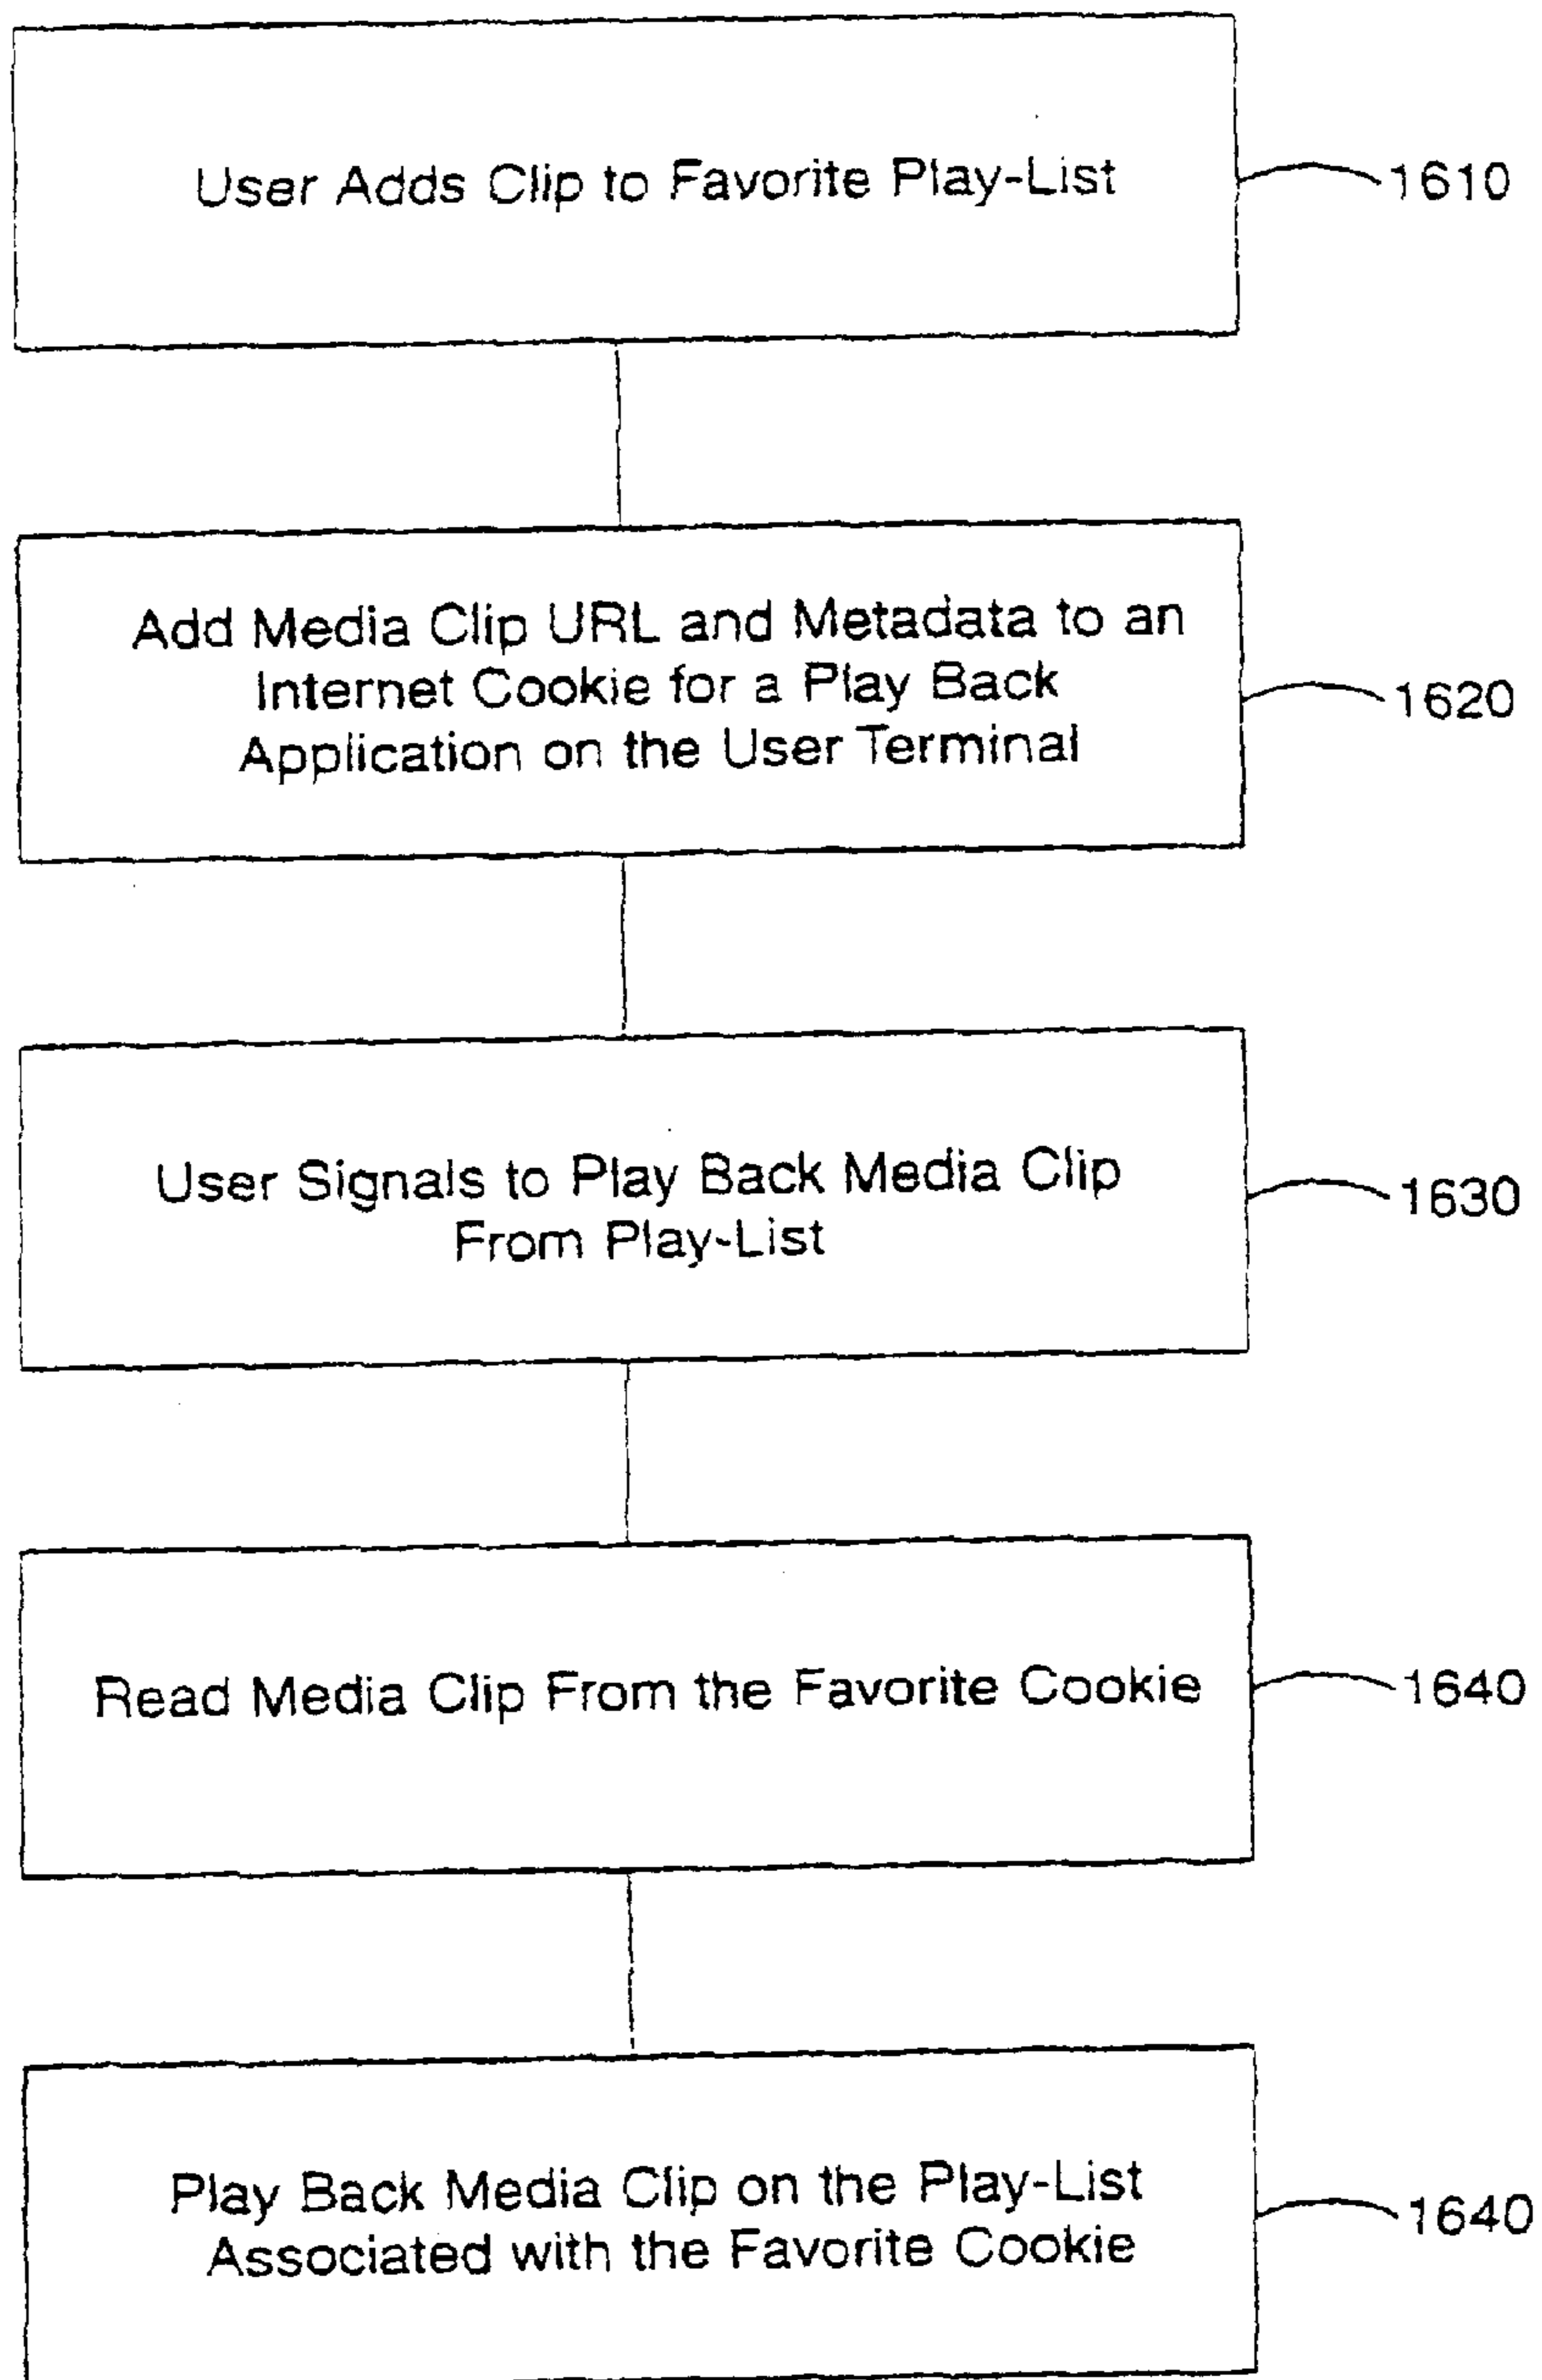 User Adds Clip to Favorite Play-List
1610
Add Media Clip URL and Metadata to an
Internet Cookie for a Play Back
Application on the User Terminal
1620
User Signals to Play Back Media Clip
From Play-List
1630
Read Media Clip From the Favorite Cookie
1640
Play Back Media Clip on the Play-List
Associated with the Favorite Cookie
1640